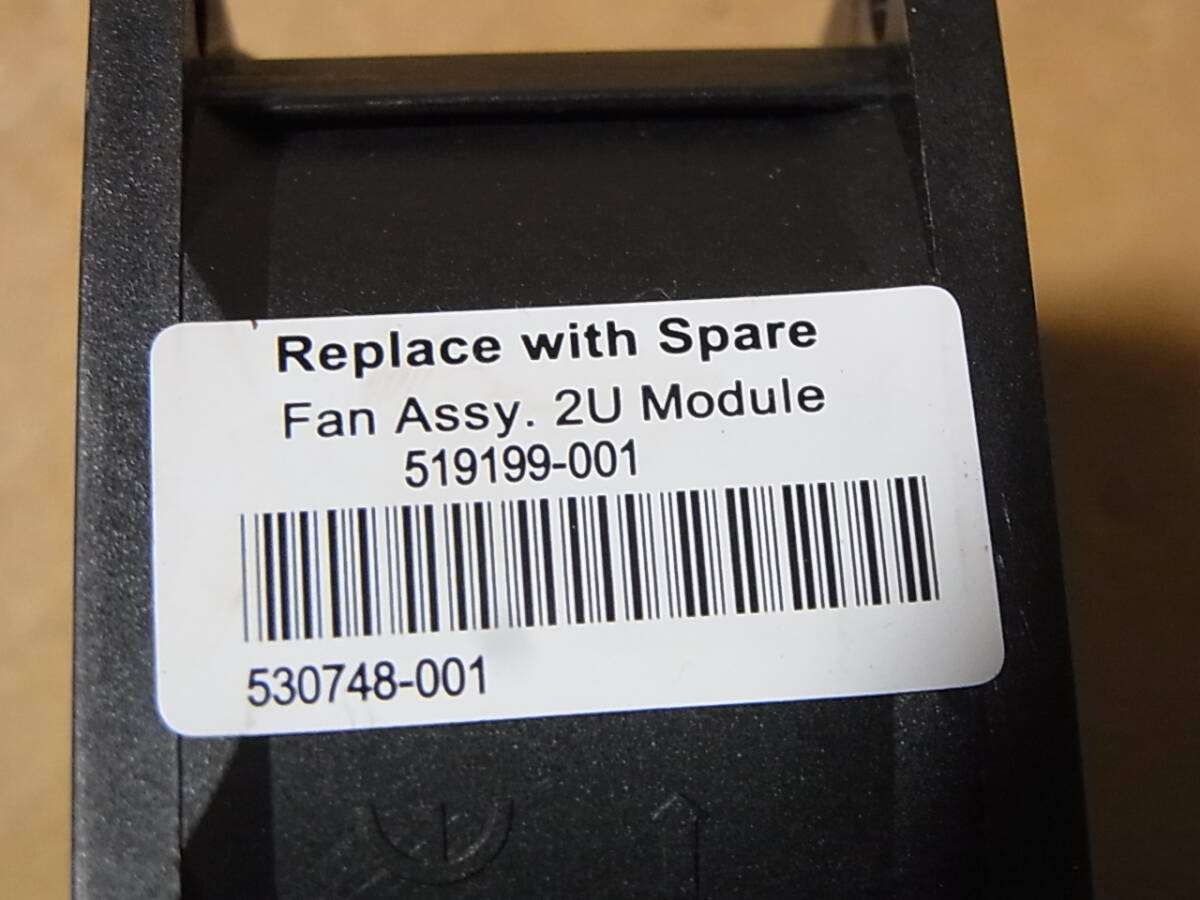 Replace with Spare
Fan Assy. 2U Module
519199-001
530748-001